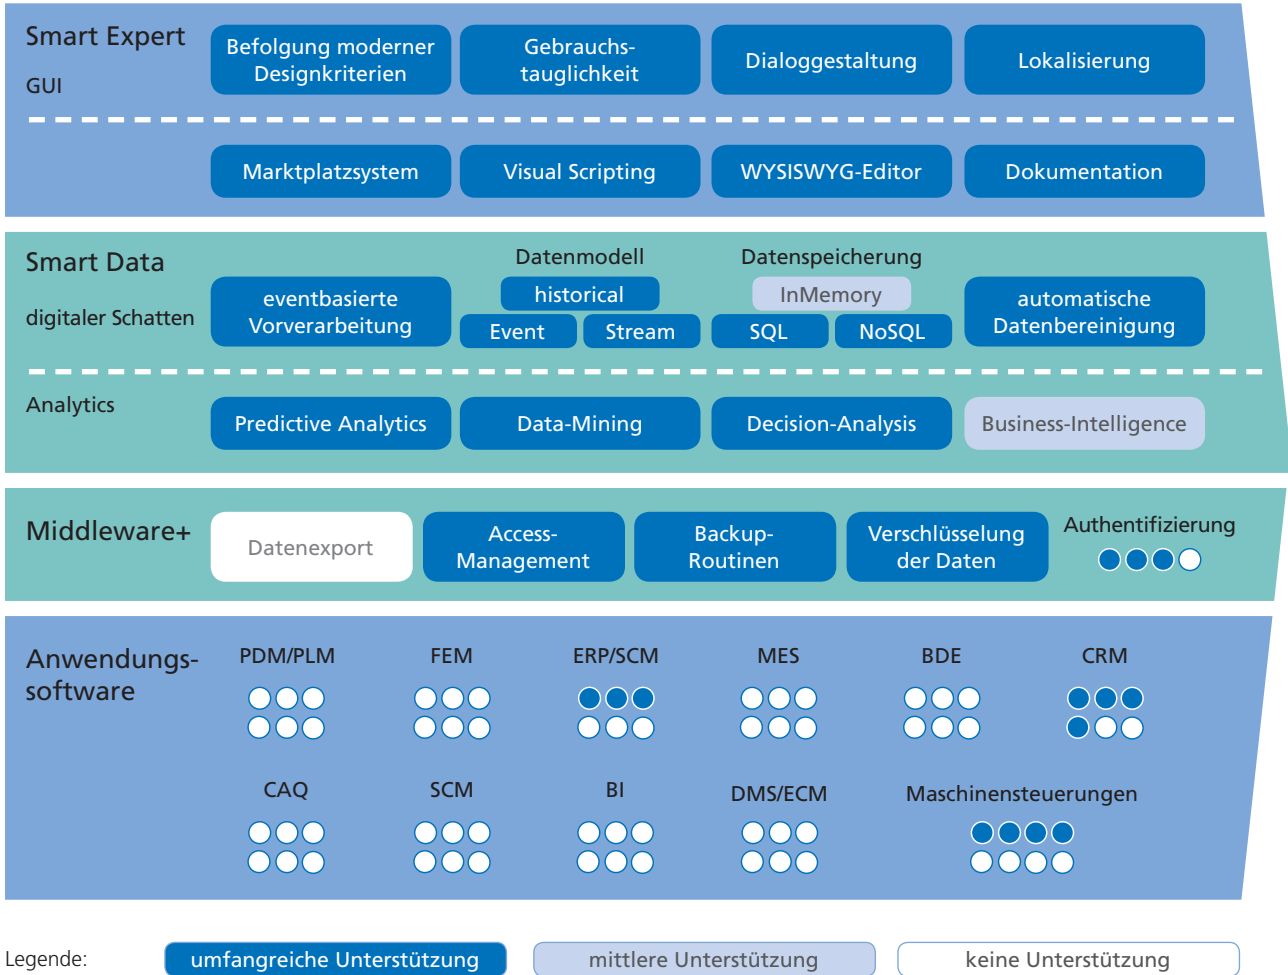 Smart Expert
GUI
Befolgung moderner
Designkriterien
Gebrauchs-
tauglichkeit
Dialoggestaltung
Lokalisierung
Marktplatzsystem
Visual Scripting
WYSISWYG-Editor
Dokumentation
Smart Data
digitaler Schatten
eventbasierte
Vorverarbeitung
Datenmodell
historical
Event
Stream
Datenspeicherung
InMemory
SQL
NoSQL
automatische
Datenbereinigung
Analytics
Predictive Analytics
Data-Mining
Decision-Analysis
Business-Intelligence
Middleware+
Datenexport
Access-
Management
Backup-
Routinen
Verschlüsselung
der Daten
Authentifizierung
Anwendungs-
software
PDM/PLM
FEM
ERP/SCM
MES
BDE
CRM
CAQ
SCM
BI
DMS/ECM
Maschinensteuerungen
Legende:
umfangreiche Unterstützung
mittlere Unterstützung
keine Unterstützung